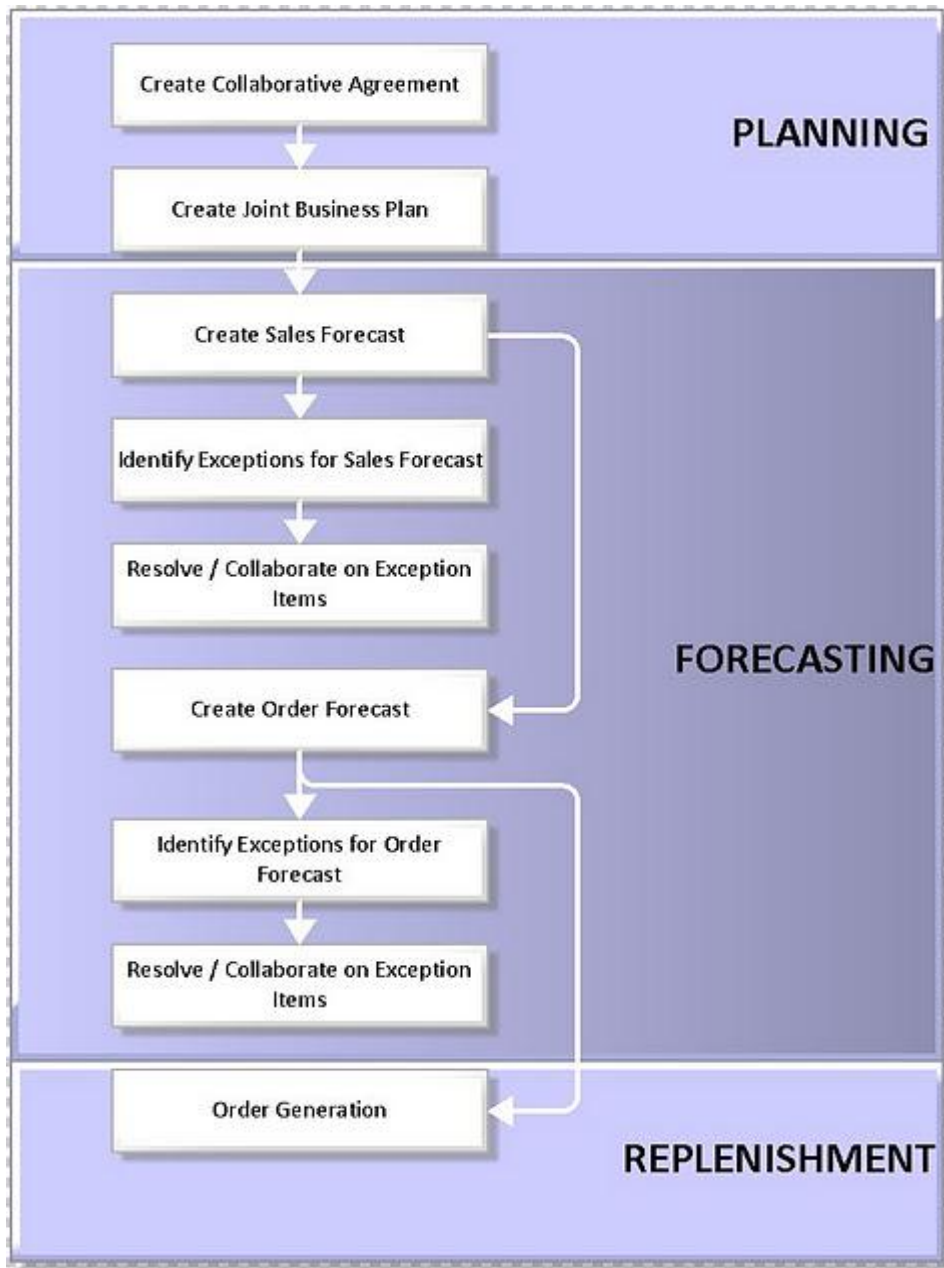 Create Collaborative Agreement
PLANNING
Create Joint Business Plan
Create Sales Forecast
Identify Exceptions for Sales Forecast
Resolve / Collaborate on Exception
Items
FORECASTING
Create Order Forecast
Identify Exceptions for Order
Forecast
Resolve / Collaborate on Exception
Items
Order Generation
REPLENISHMENT